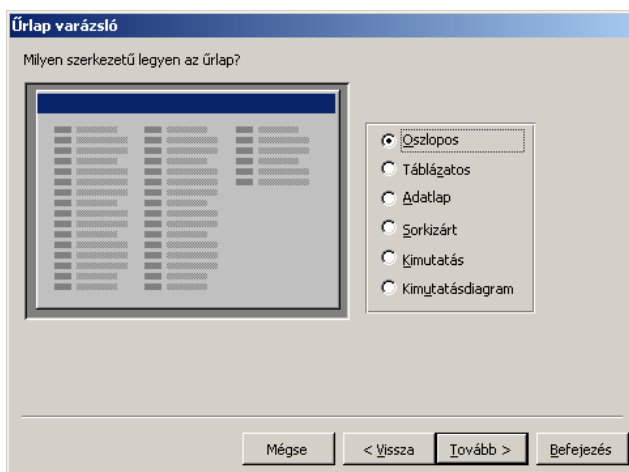 Űrlap varázsló
Milyen szerkezetű legyen az űrlap?
Oszlopos
Táblázatos
Adatlap
Sorkizárt
Kimutatás
Kimutatásdiagram
Mégse
< Vissza
Tovább >
Befejezés